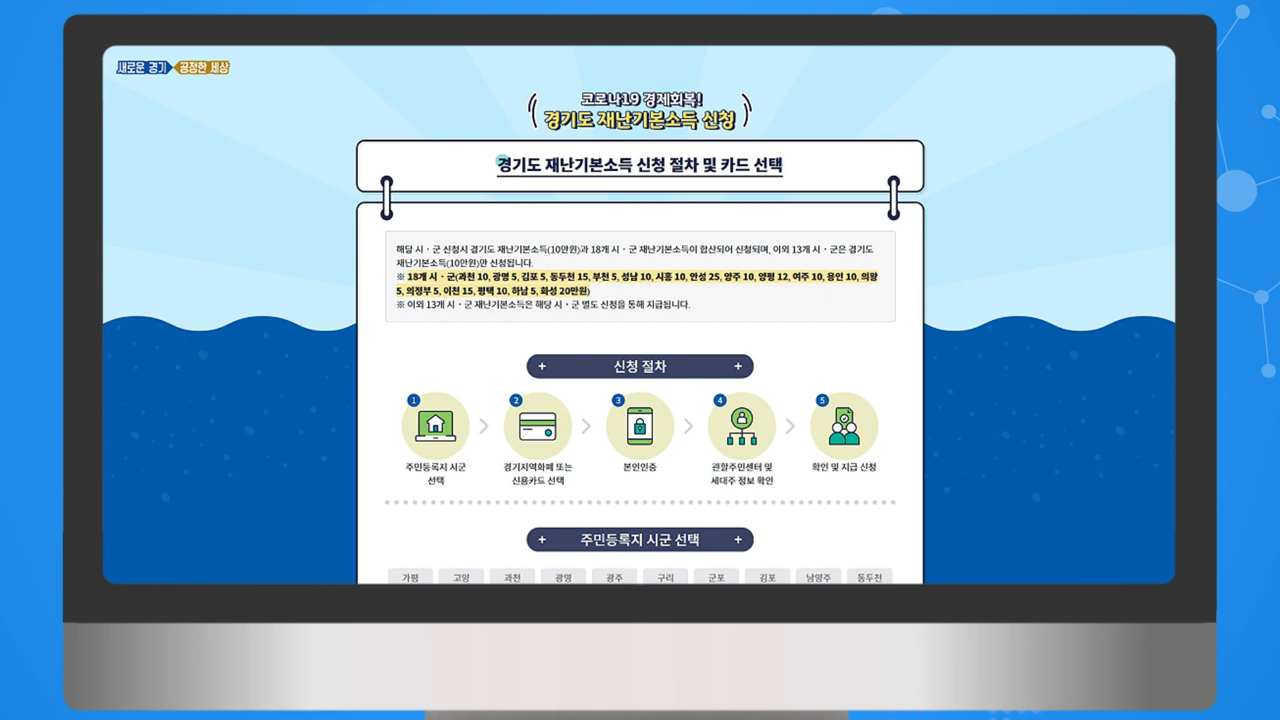 새로운 경기 공정한 세상
코로나19 경제회복!
경기도 재난기본소득 신청
경기도 재난기본소득 신청 절차 및 카드 선택
해당 시・군 신청시 경기도 재난기본소득(10만원)과 18개 시・군 재난기본소득이 합산되어 신청되며, 이외 13개 시・군은 경기도
재난기본소득(10만원)만 신청됩니다.
※ 18개 시・군(과천 10, 광명 5, 김포 5, 동두천 15, 부천 5, 성남 10, 시흥 10, 안성 25, 양주 10, 양평 12, 여주 10, 용인 10, 의왕
5, 의정부 5, 이천 15, 평택 10, 하남 5, 화성 20만원)
※ 이외 13개 시・군 재난기본소득은 해당 시・군 별도 신청을 통해 지급됩니다.
+ 신청 절차 +
1 2 3 4 5
주민등록지 시군 경기지역화폐 또는 본인인증 관할주민센터 및 확인 및 지급 신청
선택 신용카드 선택 세대주 정보 확인
+ 주민등록지 시군 선택 +
가평 고양 과천 광명 광주 구리 군포 김포 남양주 동두천